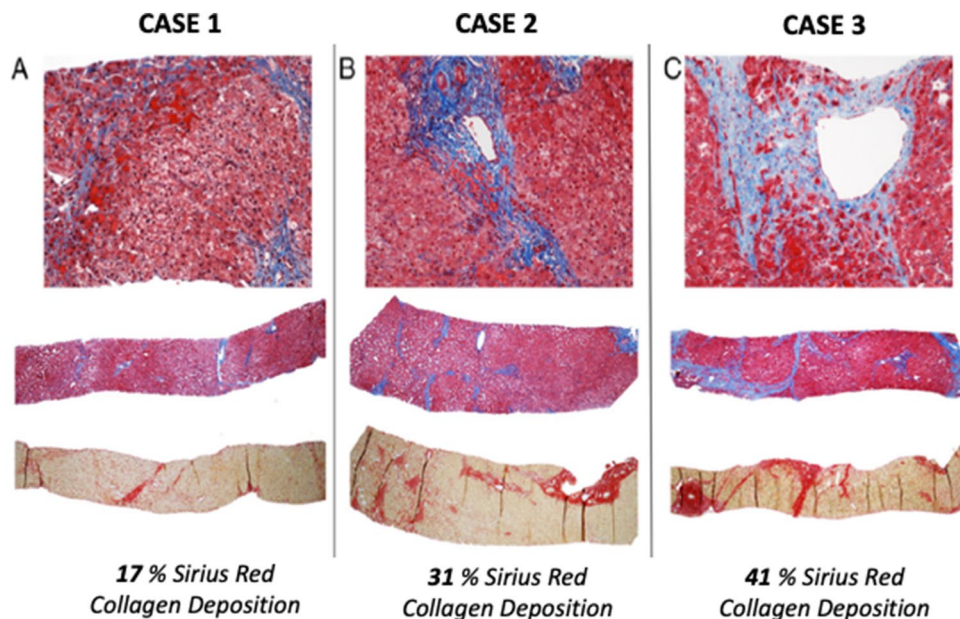 CASE 1
CASE 2
CASE 3
A
B
C
17 % Sirius Red
Collagen Deposition
31 % Sirius Red
Collagen Deposition
41 % Sirius Red
Collagen Deposition